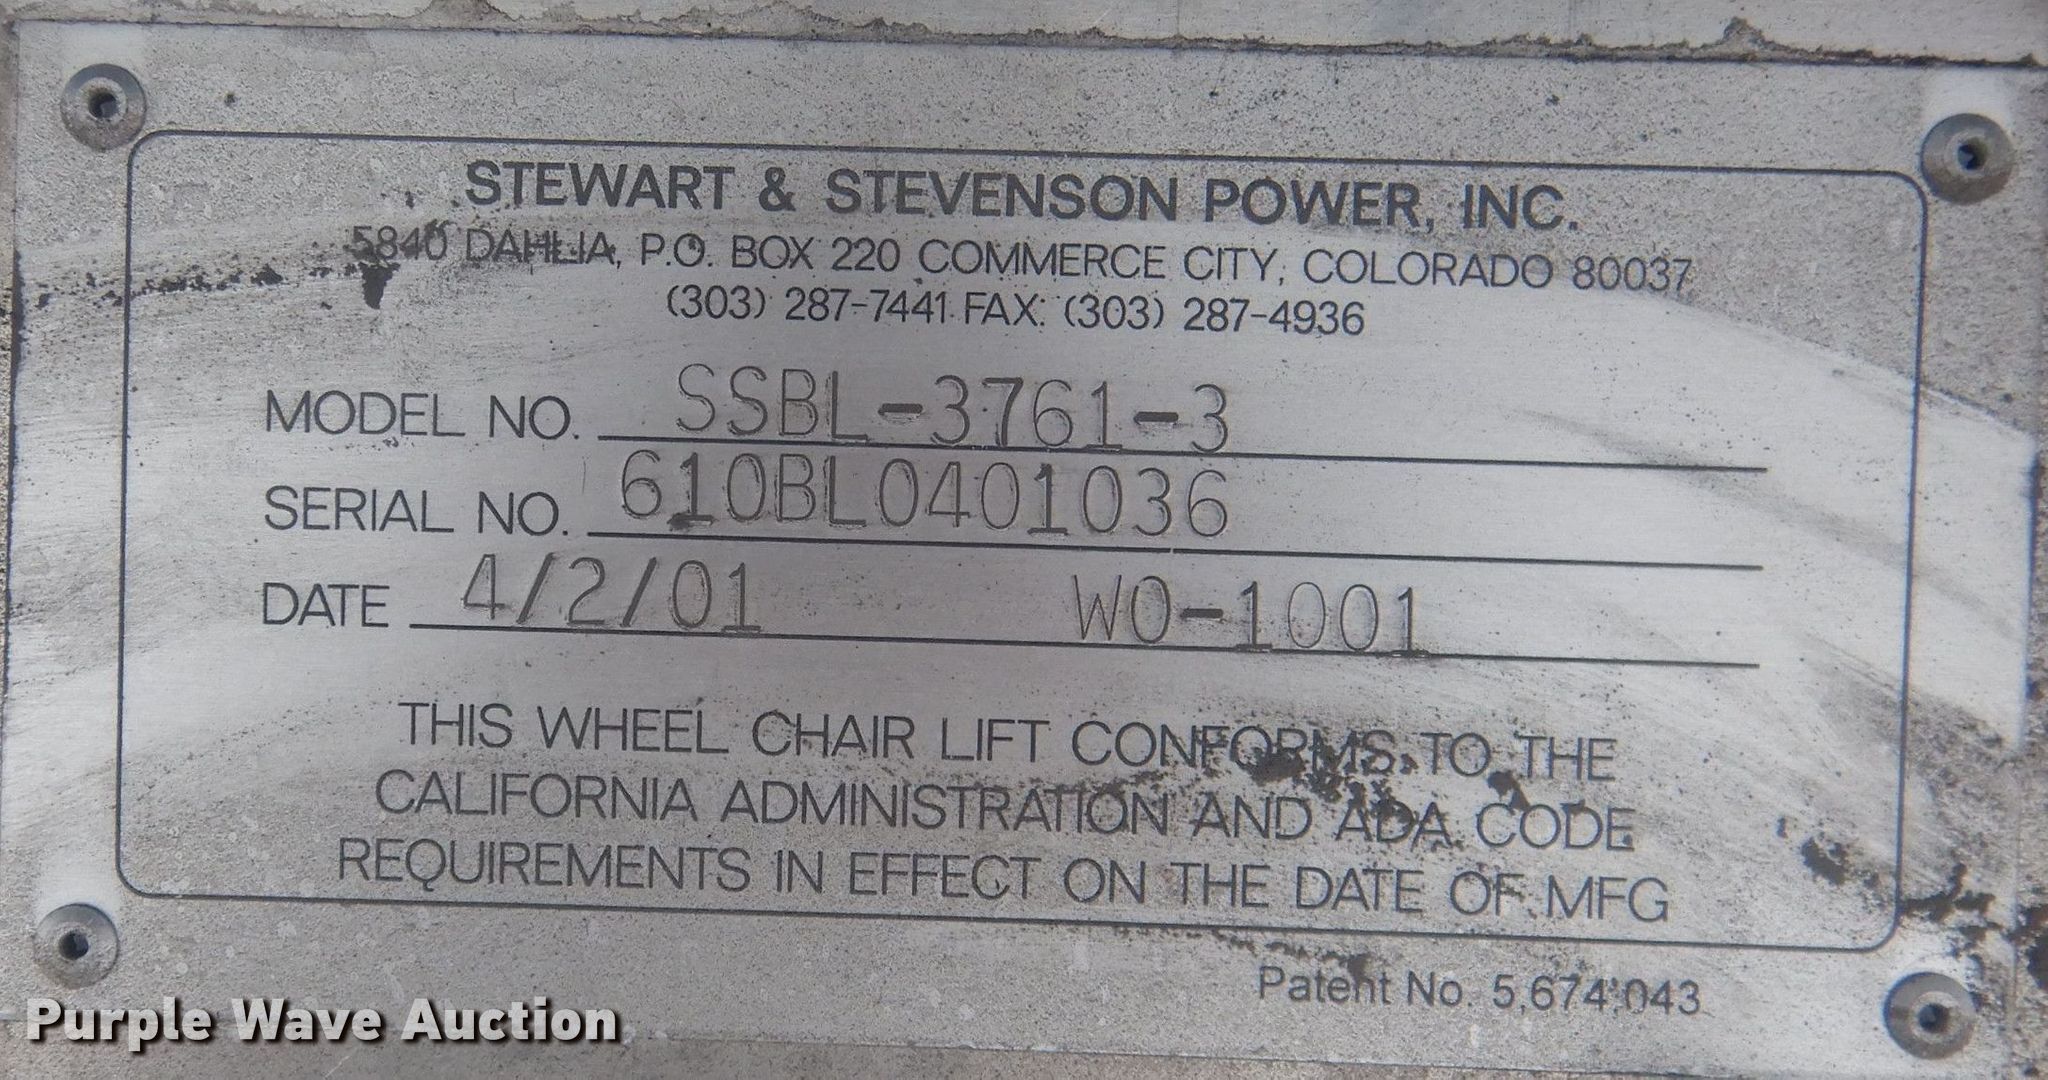 STEWART & STEVENSON POWER, INC.
5840 DAHLIA, P.O. BOX 220 COMMERCE CITY, COLORADO 80037
(303) 287-7441 FAX: (303) 287-4936
MODEL NO. SSBL-3761-3
SERIAL NO. 610BL0401036
DATE 4/2/01 WO-1001
THIS WHEEL CHAIR LIFT CONFORMS TO THE
CALIFORNIA ADMINISTRATION AND ADA CODE
REQUIREMENTS IN EFFECT ON THE DATE OF MFG
Patent No. 5,674,043
Purple Wave Auction